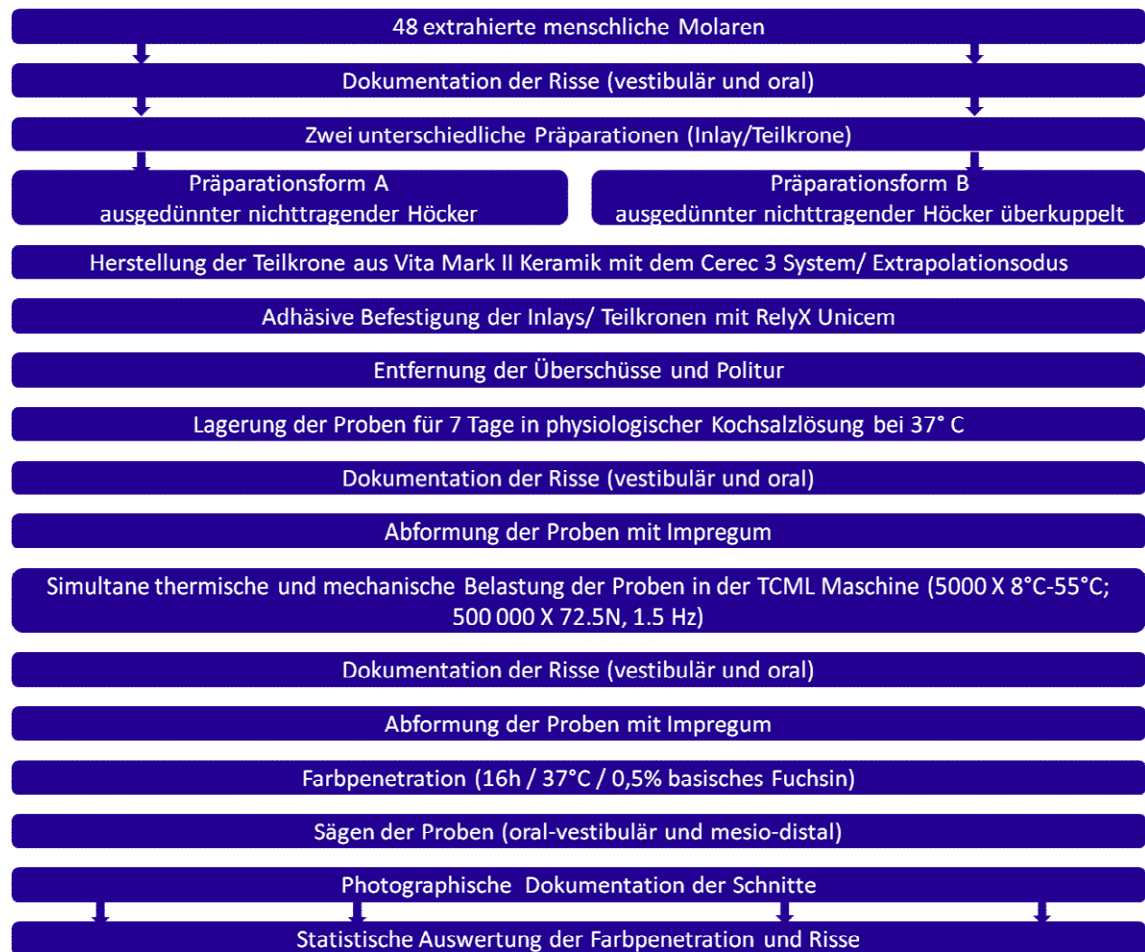 48 extrahierte menschliche Molaren
Dokumentation der Risse (vestibulär und oral)
Zwei unterschiedliche Präparationen (Inlay/Teilkrone)
Präparationsform A
ausgedünnter nichttragender Höcker
Präparationsform B
ausgedünnter nichttragender Höcker überkuppelt
Herstellung der Teilkrone aus Vita Mark II Keramik mit dem Cerec 3 System/ Extrapolationsodus
Adhäsive Befestigung der Inlays/ Teilkronen mit RelyX Unicem
Entfernung der Überschüsse und Politur
Lagerung der Proben für 7 Tage in physiologischer Kochsalzlösung bei 37° C
Dokumentation der Risse (vestibulär und oral)
Abformung der Proben mit Impregum
Simultane thermische und mechanische Belastung der Proben in der TCML Maschine (5000 X 8°C-55°C;
500 000 X 72.5N, 1.5 Hz)
Dokumentation der Risse (vestibulär und oral)
Abformung der Proben mit Impregum
Farbpenetration (16h / 37°C / 0,5% basisches Fuchsin)
Sägen der Proben (oral-vestibulär und mesio-distal)
Photographische Dokumentation der Schnitte
Statistische Auswertung der Farbpenetration und Risse